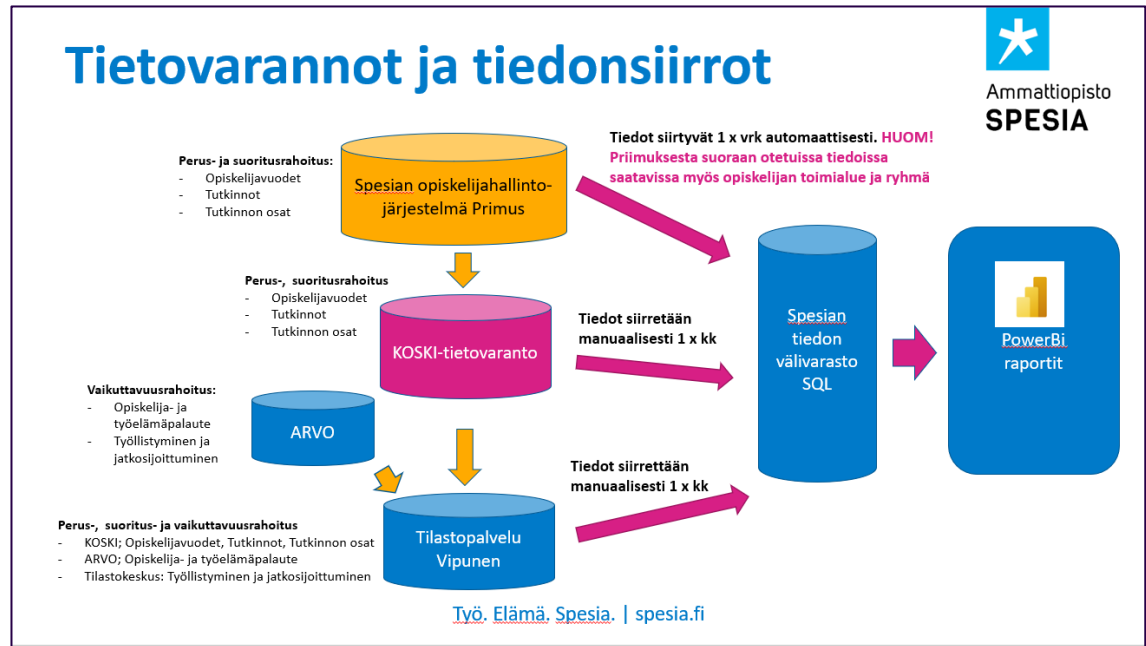 Tietovarannot ja tiedonsiirrot
Ammattiopisto
SPESIA
Tiedot siirtyvät 1 x vrk automaattisesti. HUOM!
Priimuksesta suoraan otetuissa tiedoissa
saatavissa myös opiskelijan toimialue ja ryhmä
Perus- ja suoritusrahoitus:
- Opiskelijavuodet
- Tutkinnot
- Tutkinnon osat
Spesian opiskelijahallinto-
järjestelmä Primus
Perus-, suoritusrahoitus
- Opiskelijavuodet
- Tutkinnot
- Tutkinnon osat
KOSKI-tietovaranto
Tiedot siirretään
manuaalisesti 1 x kk
Spesian
tiedon
välivarasto
SQL
PowerBi
raportit
Vaikuttavuusrahoitus:
- Opiskelija- ja
työelämäpalaute
- Työllistyminen ja
jatkosijoittuminen
ARVO
Tiedot siirrettään
manuaalisesti 1 x kk
Perus-, suoritus- ja vaikuttavuusrahoitus
- KOSKI; Opiskelijavuodet, Tutkinnot, Tutkinnon osat
- ARVO; Opiskelija- ja työelämäpalaute
- Tilastokeskus: Työllistyminen ja jatkosijoittuminen
Tilastopalvelu
Vipunen
Työ. Elämä. Spesia. | spesia.fi